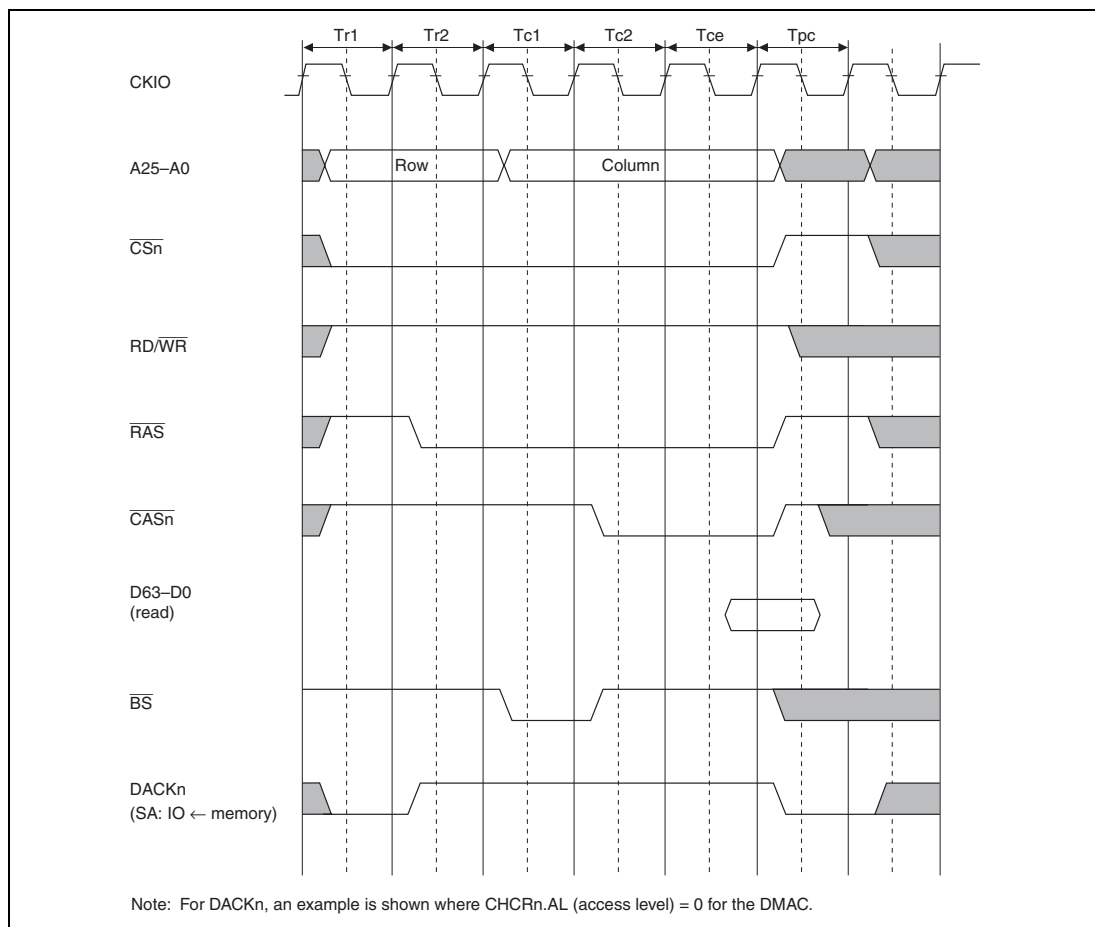 Tr1 Tr2 Tc1 Tc2 Tce Tpc
CKIO
A25–A0 Row Column
CSn
RD/WR
RAS
CASn
D63–D0
(read)
BS
DACKn
(SA: IO ← memory)
Note: For DACKn, an example is shown where CHCRn.AL (access level) = 0 for the DMAC.